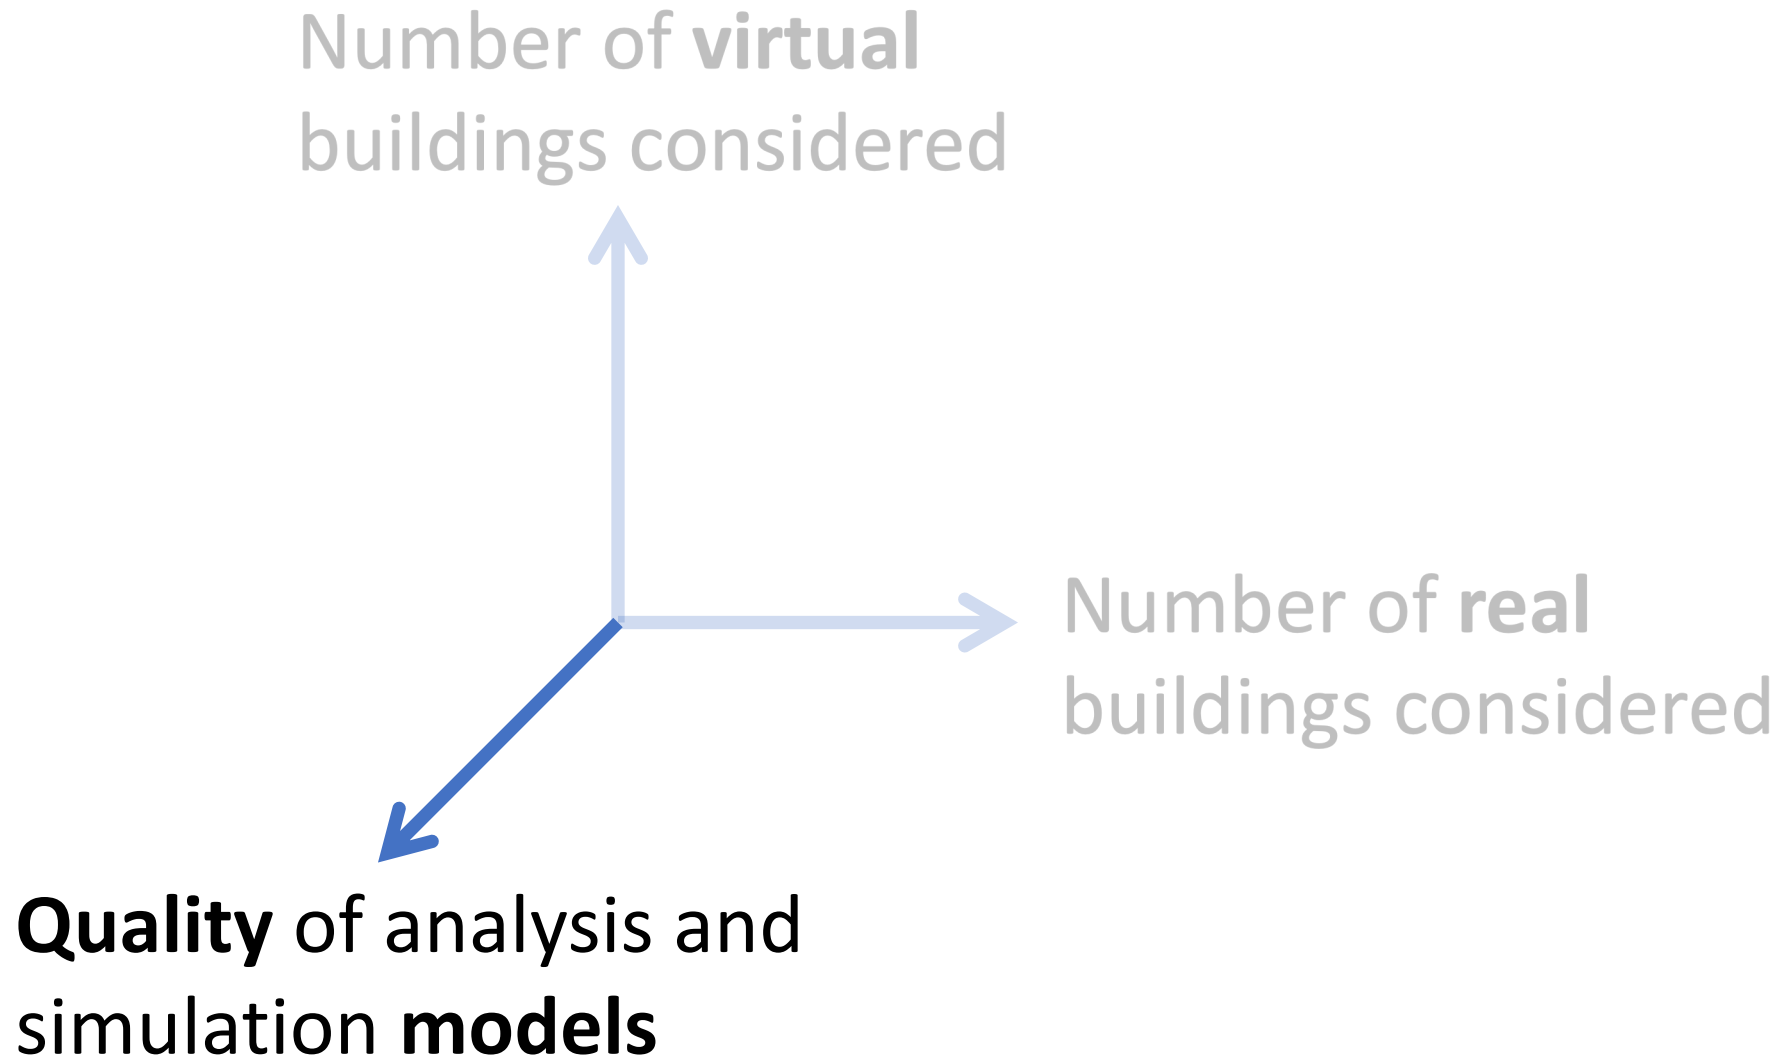 Number of virtual
buildings considered
Number of real
buildings considered
Quality of analysis and
simulation models